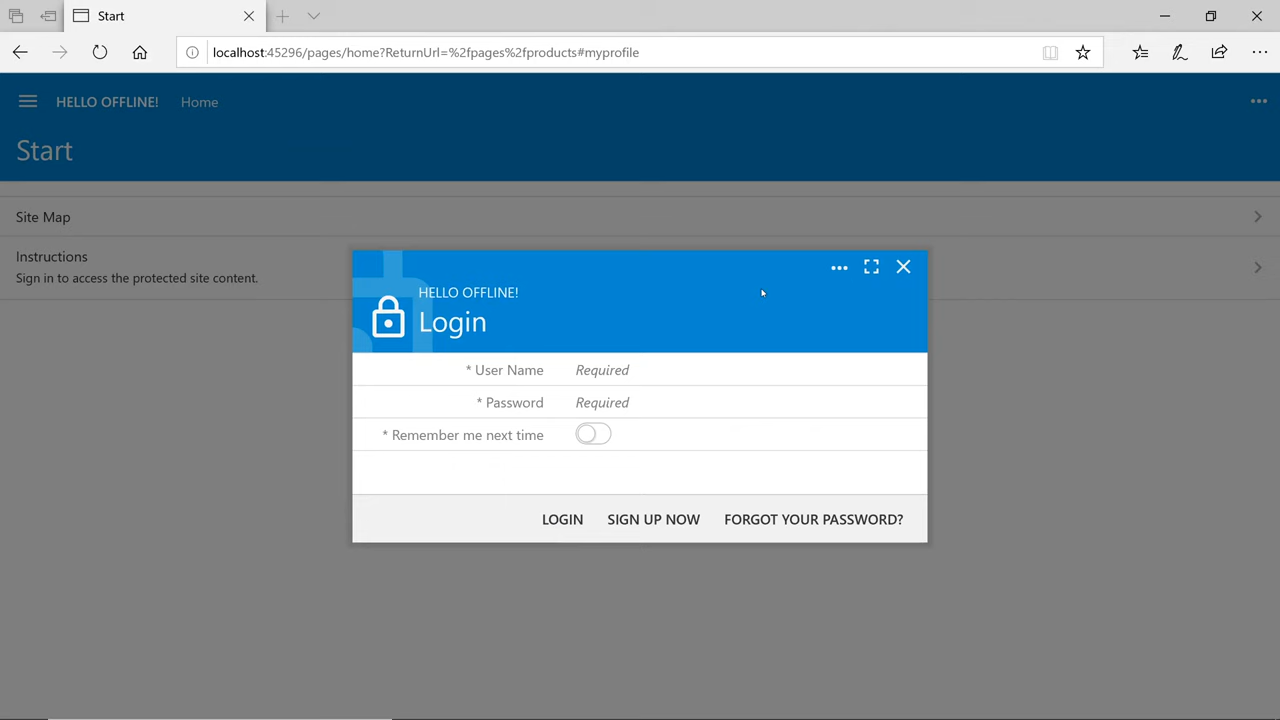 Start
localhost:45296/pages/home?ReturnUrl=%2fpages%2fproducts#myprofile
HELLO OFFLINE! Home
Start
Site Map
Instructions
Sign in to access the protected site content.
HELLO OFFLINE!
Login
* User Name Required
* Password Required
* Remember me next time
LOGIN SIGN UP NOW FORGOT YOUR PASSWORD?